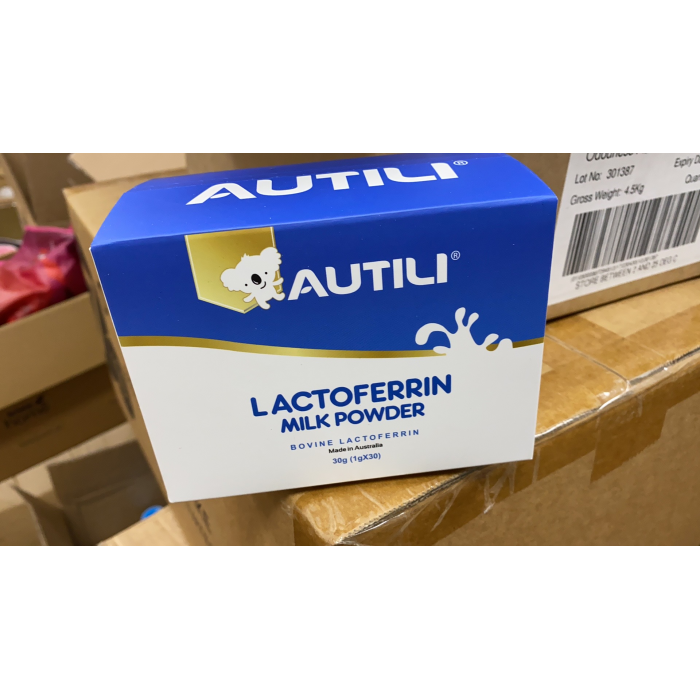 AUTILI®
AUTILI®
LACTOFERRIN
MILK POWDER
BOVINE LACTOFERRIN
Made in Australia
30g (1gX30)
Lot No: 301387
Expiry D
Gross Weight: 4.5Kg
Quan
STORE BETWEEN 2 AND 25 DEG C